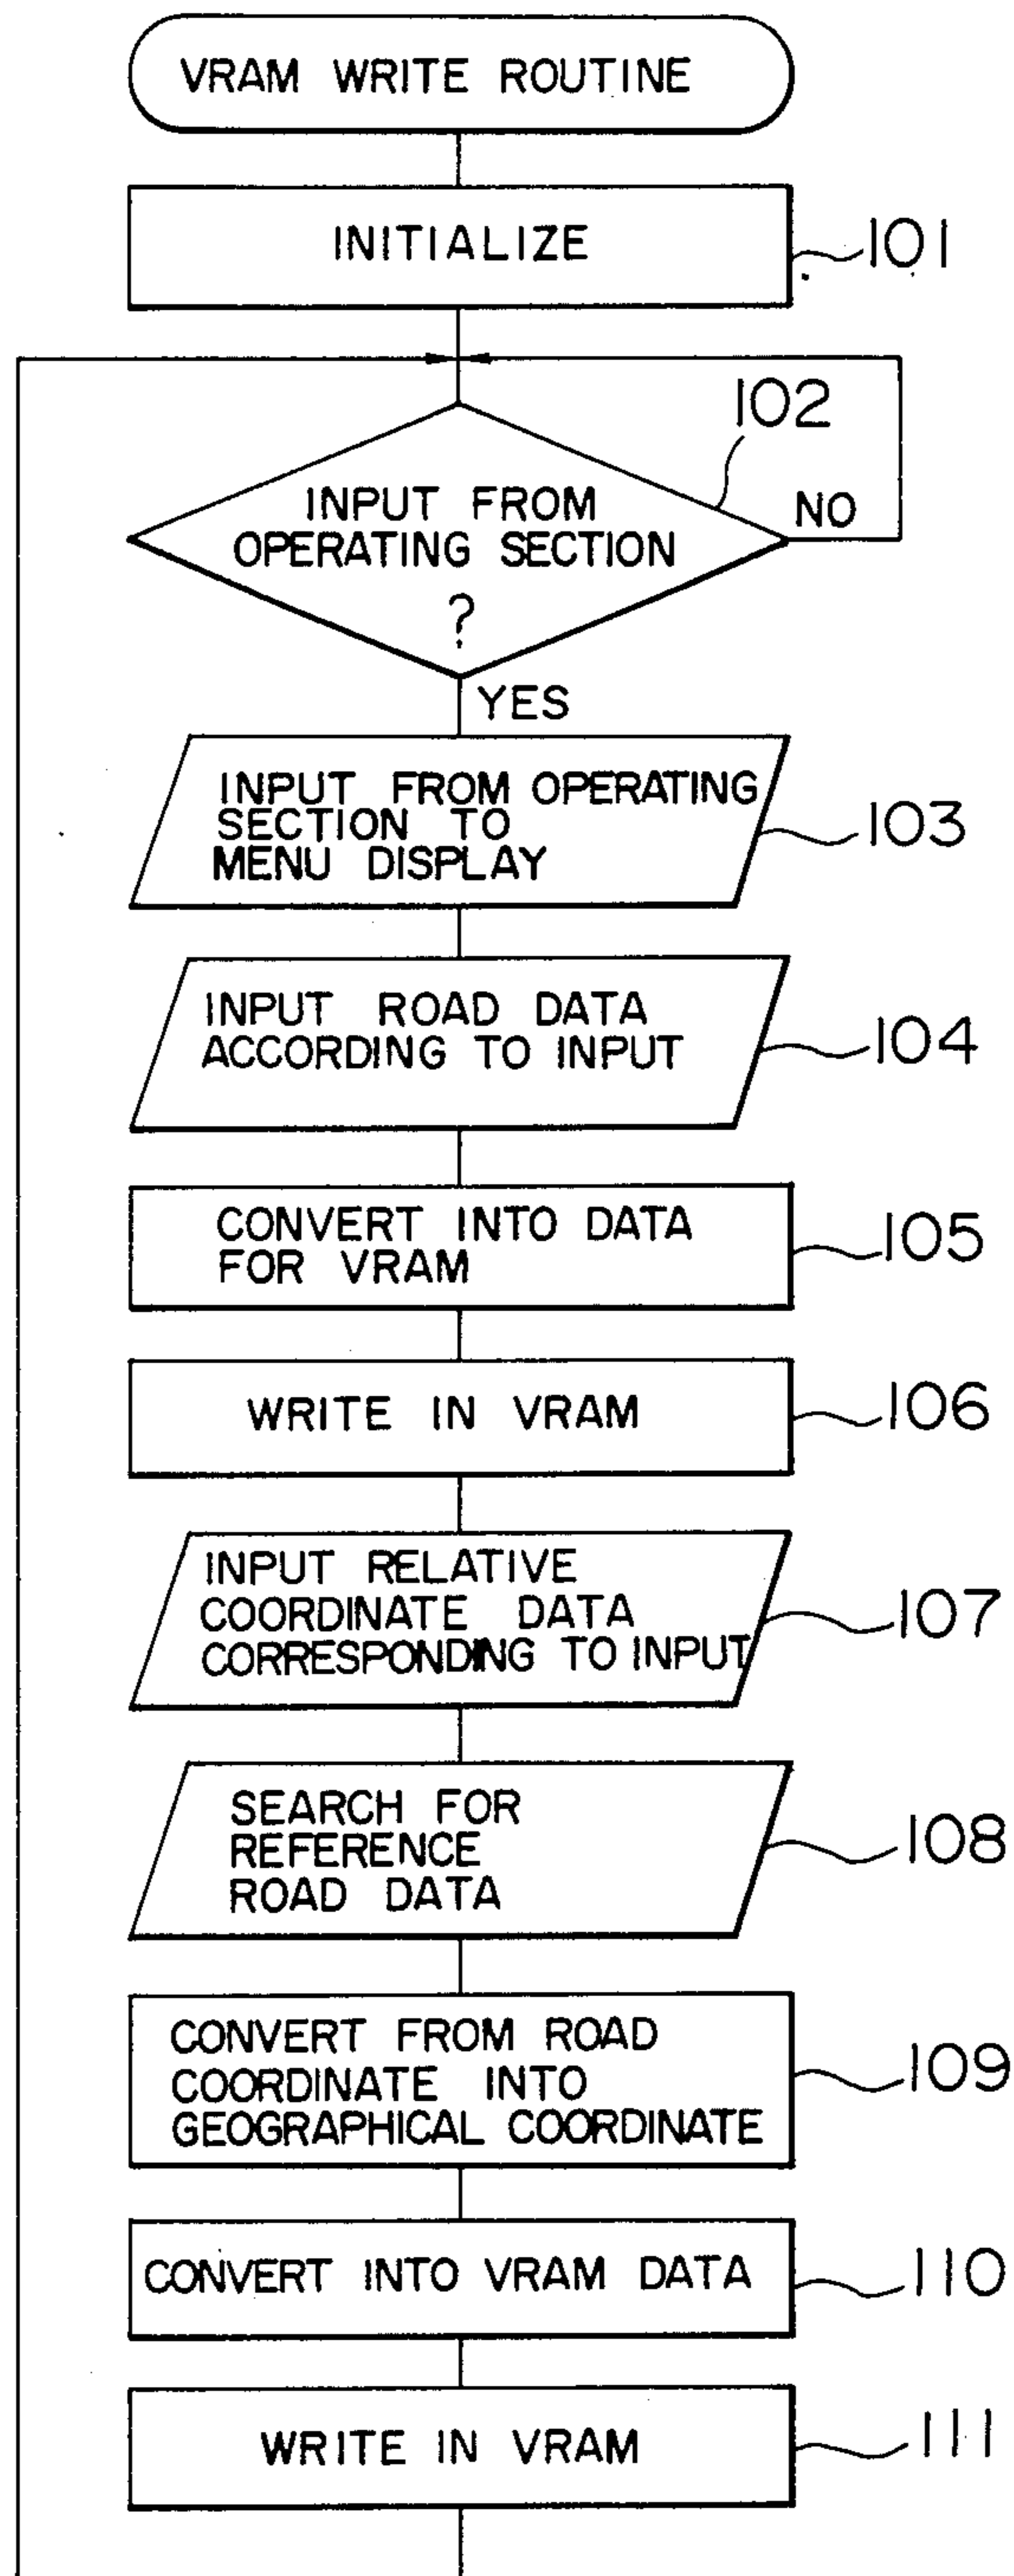 VRAM WRITE ROUTINE
INITIALIZE
101
102
INPUT FROM
OPERATING SECTION
?
NO
YES
INPUT FROM OPERATING
SECTION TO
MENU DISPLAY
103
INPUT ROAD DATA
ACCORDING TO INPUT
104
CONVERT INTO DATA
FOR VRAM
105
WRITE IN VRAM
106
INPUT RELATIVE
COORDINATE DATA
CORRESPONDING TO INPUT
107
SEARCH FOR
REFERENCE
ROAD DATA
108
CONVERT FROM ROAD
COORDINATE INTO
GEOGRAPHICAL COORDINATE
109
CONVERT INTO VRAM DATA
110
WRITE IN VRAM
111